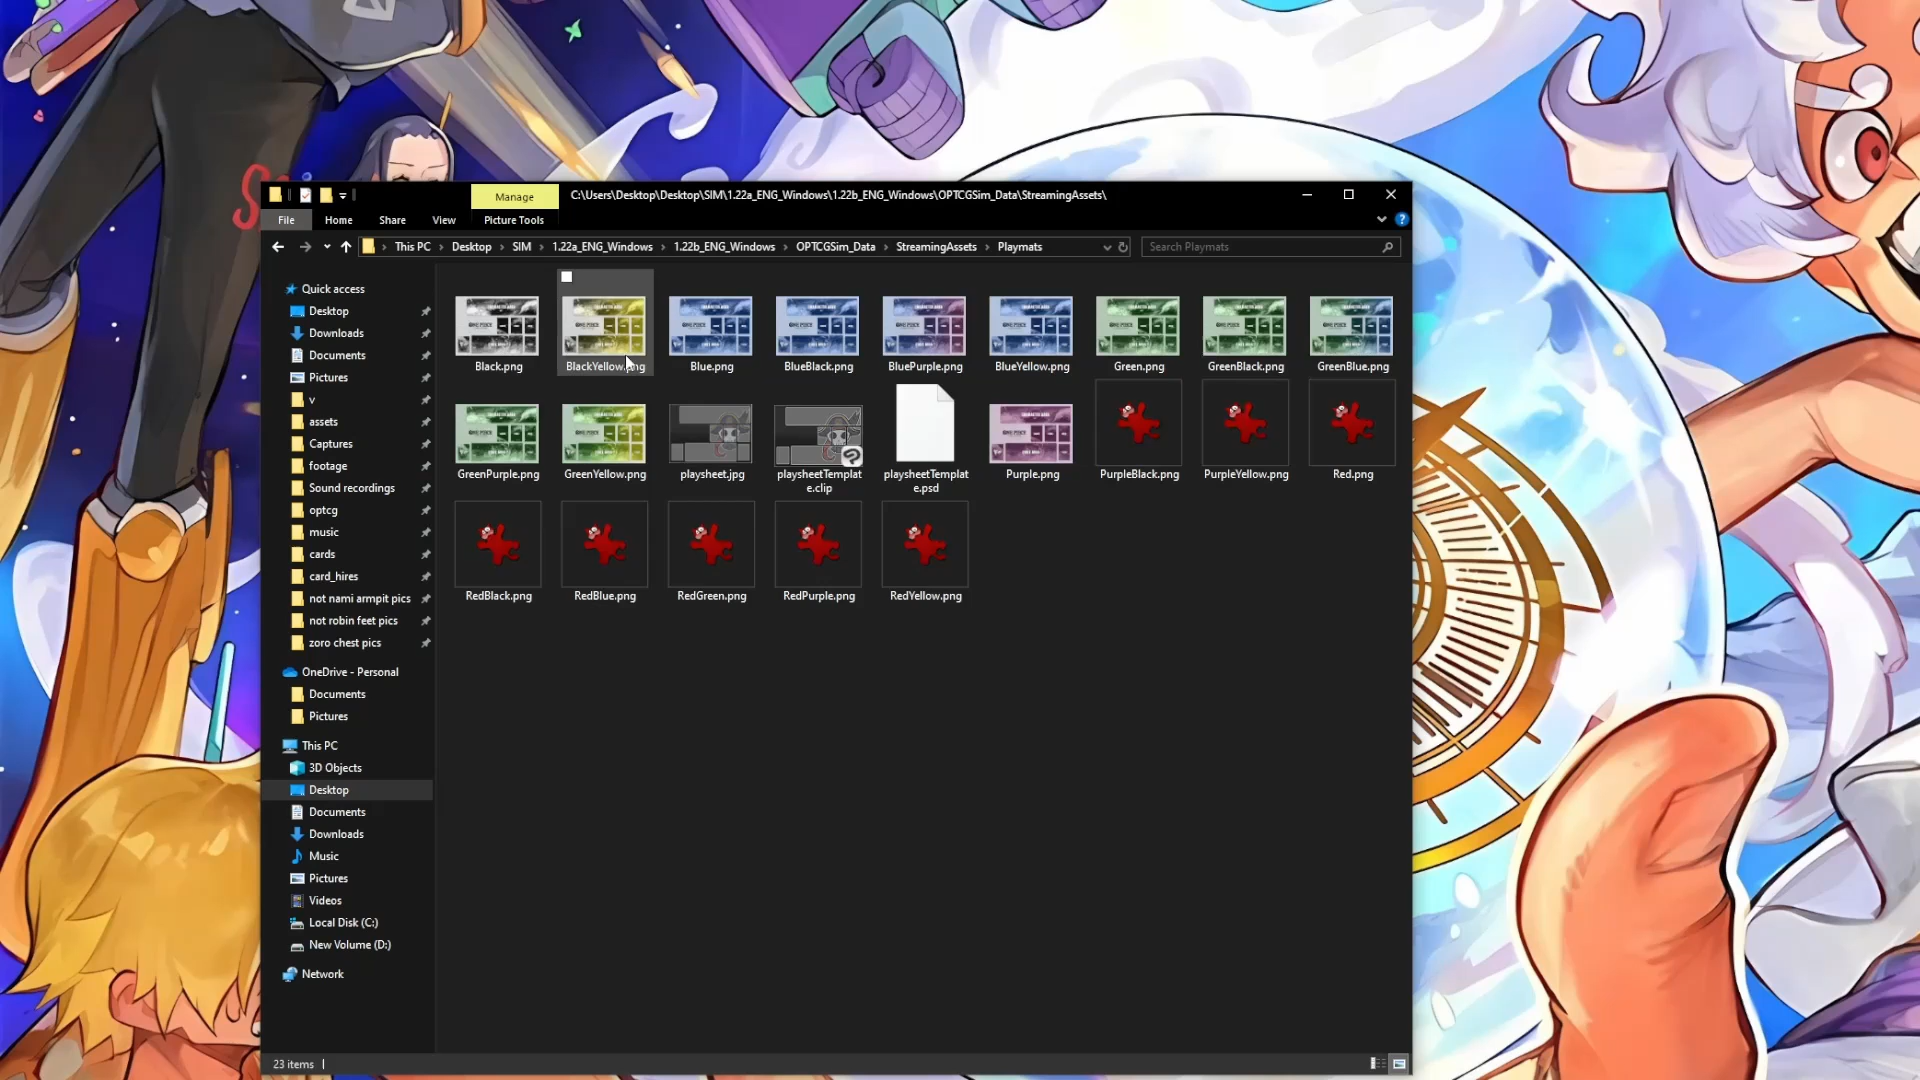 Manage
C:\Users\Desktop\Desktop\SIM\1.22a_ENG_Windows\1.22b_ENG_Windows\OPTCGSim_Data\StreamingAssets\
File Home Share View Picture Tools
This PC Desktop SIM 1.22a_ENG_Windows 1.22b_ENG_Windows OPTCGSim_Data StreamingAssets Playmats
Search Playmats
Quick access
Desktop
Downloads
Documents
Pictures
v
assets
Captures
footage
Sound recordings
optcg
music
cards
card_hires
not nami armpit pics
not robin feet pics
zoro chest pics
OneDrive - Personal
Documents
Pictures
This PC
3D Objects
Desktop
Documents
Downloads
Music
Pictures
Videos
Local Disk (C:)
New Volume (D:)
Network
Black.png BlackYellow.png Blue.png BlueBlack.png BluePurple.png BlueYellow.png Green.png GreenBlack.png GreenBlue.png
GreenPurple.png GreenYellow.png playsheet.jpg playsheetTemplat playsheetTemplat Purple.png PurpleBlack.png PurpleYellow.png Red.png
e.clip e.psd
RedBlack.png RedBlue.png RedGreen.png RedPurple.png RedYellow.png
23 items